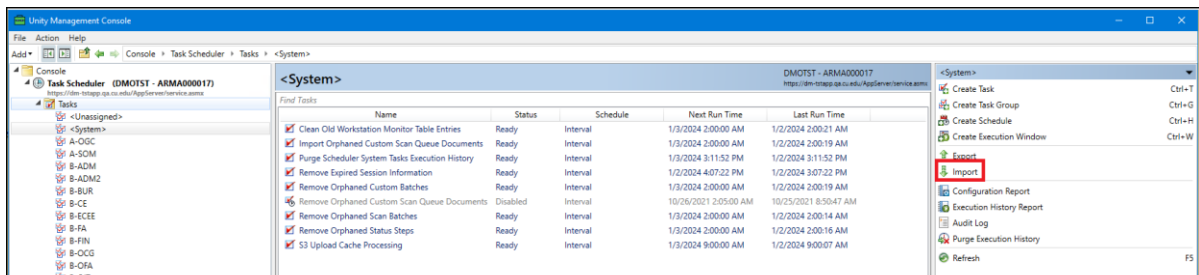 Unity Management Console
File Action Help
Add Console Task Scheduler Tasks <System>
Console
Task Scheduler (DMOTST - ARMA000017)
https://dm-tstapp.qa.cu.edu/AppServer/service.asmx
Tasks
<Unassigned>
<System>
A-OGC
A-SOM
B-ADM
B-ADM2
B-BUR
B-CE
B-ECEE
B-FA
B-FIN
B-OCG
B-OFA
<System>
DMOTST - ARMA000017
https://dm-tstapp.qa.cu.edu/AppServer/service.asmx
Find Tasks
Name Status Schedule Next Run Time Last Run Time
Clean Old Workstation Monitor Table Entries Ready Interval 1/3/2024 2:00:00 AM 1/2/2024 2:00:21 AM
Import Orphaned Custom Scan Queue Documents Ready Interval 1/3/2024 2:00:00 AM 1/2/2024 2:00:19 AM
Purge Scheduler System Tasks Execution History Ready Interval 1/3/2024 3:11:52 PM 1/2/2024 3:11:52 PM
Remove Expired Session Information Ready Interval 1/2/2024 4:07:22 PM 1/2/2024 3:07:22 PM
Remove Orphaned Custom Batches Ready Interval 1/3/2024 2:00:00 AM 1/2/2024 2:00:19 AM
Remove Orphaned Custom Scan Queue Documents Disabled Interval 10/26/2021 2:05:00 AM 10/25/2021 8:50:47 AM
Remove Orphaned Scan Batches Ready Interval 1/3/2024 2:00:00 AM 1/2/2024 2:00:14 AM
Remove Orphaned Status Steps Ready Interval 1/3/2024 2:00:00 AM 1/2/2024 2:00:16 AM
S3 Upload Cache Processing Ready Interval 1/3/2024 9:00:00 AM 1/2/2024 9:00:07 AM
<System>
Create Task Ctrl+T
Create Task Group Ctrl+G
Create Schedule Ctrl+H
Create Execution Window Ctrl+W
Export
Import
Configuration Report
Execution History Report
Audit Log
Purge Execution History
Refresh F5